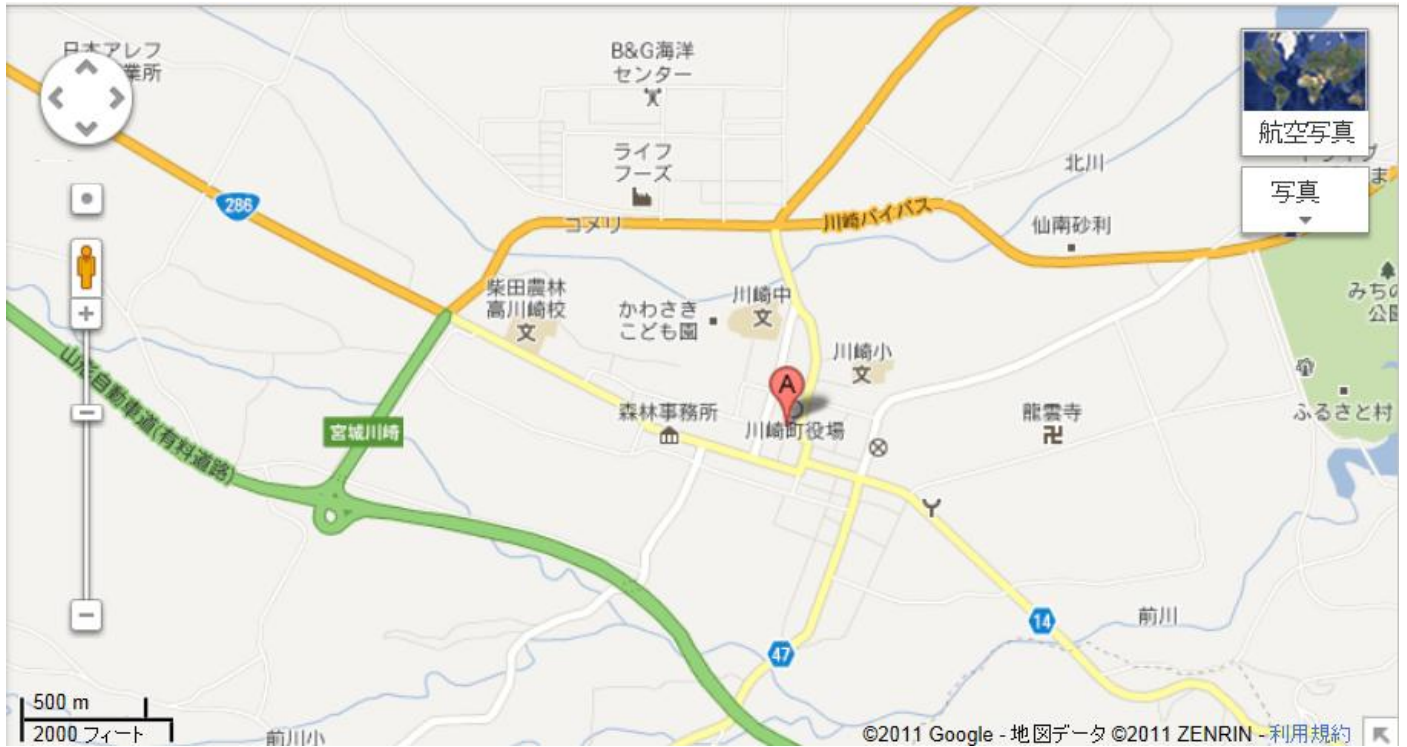 日本アレフ
業所
B&G海洋
センター
航空写真
写真
ライフ
フーズ
北川
ま
286
コメリ
川崎バイパス
仙南砂利
柴田農林
高川崎校
文
かわさき
こども園
川崎中
文
みち
公園
川崎小
文
A
山形自動車道(有料道路)
宮城川崎
森林事務所
川崎町役場
龍雲寺
卍
ふるさと村
14
前川
47
500 m
2000 フィート
前川小
©2011 Google - 地図データ ©2011 ZENRIN - 利用規約